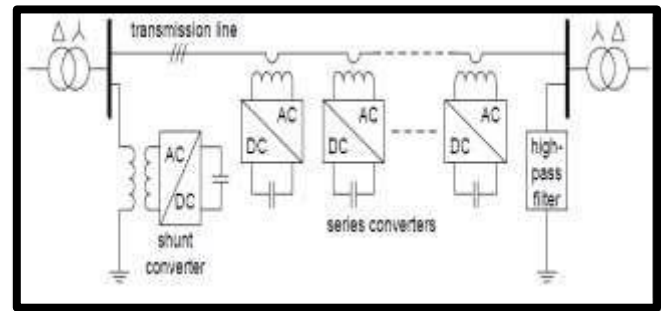 Δ Y
Y Δ
transmission line
AC
DC
AC
DC
AC
DC
AC
DC
high-
pass
filter
series converters
shunt
converter